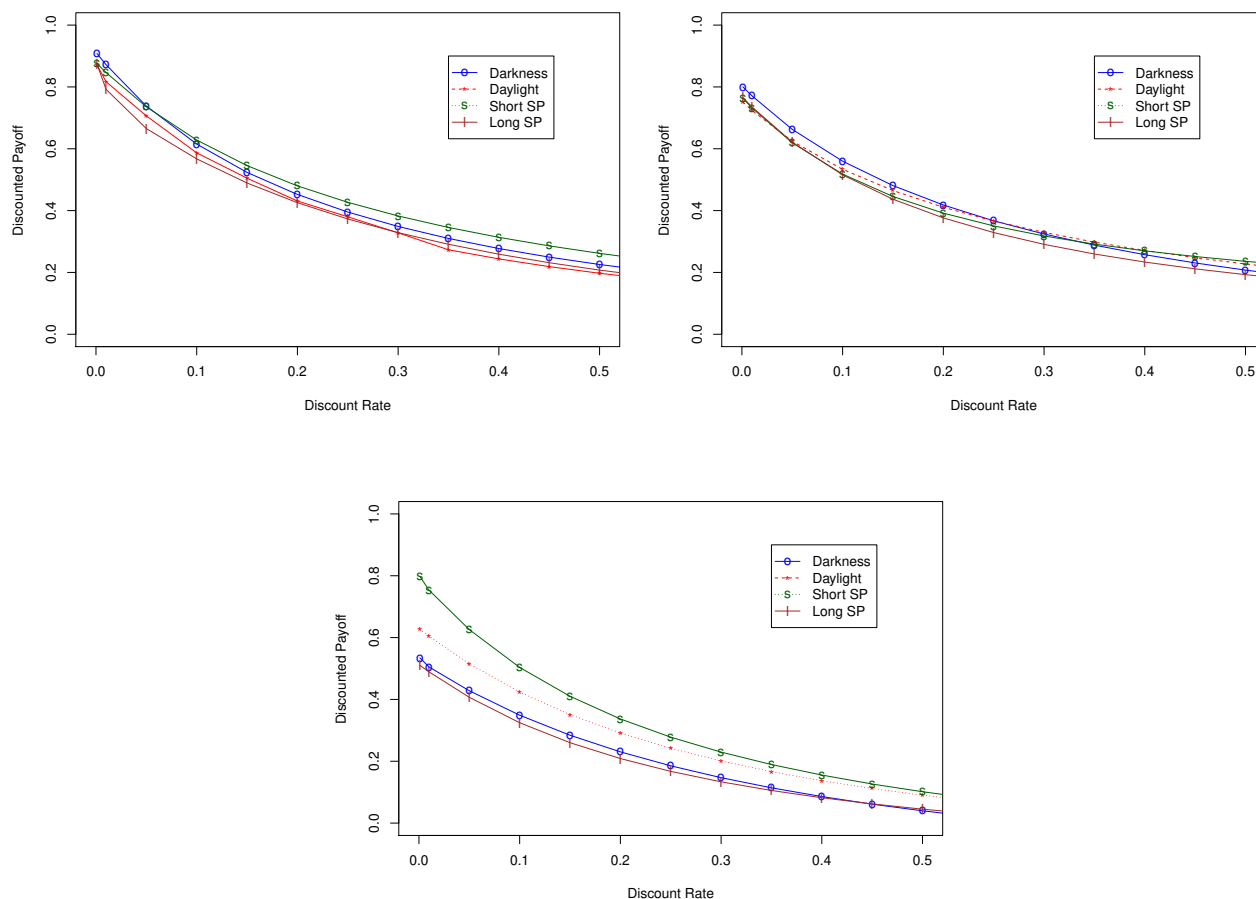 1.0
0.8
0.6
0.4
0.2
0.0
Discounted Payoff
Darkness
Daylight
S Short SP
Long SP
0.0 0.1 0.2 0.3 0.4 0.5
Discount Rate
1.0
0.8
0.6
0.4
0.2
0.0
Discounted Payoff
Darkness
Daylight
S Short SP
Long SP
0.0 0.1 0.2 0.3 0.4 0.5
Discount Rate
1.0
0.8
0.6
0.4
0.2
0.0
Discounted Payoff
Darkness
Daylight
S Short SP
Long SP
0.0 0.1 0.2 0.3 0.4 0.5
Discount Rate